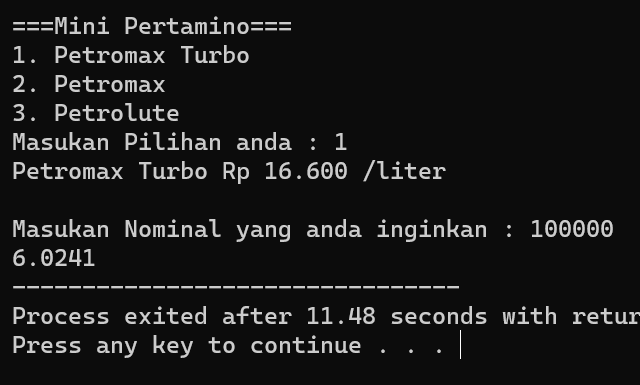 ===Mini Pertamino===
1. Petromax Turbo
2. Petromax
3. Petrolute
Masukan Pilihan anda : 1
Petromax Turbo Rp 16.600 /liter
Masukan Nominal yang anda inginkan : 100000
6.0241
--------------------------------
Process exited after 11.48 seconds with retur
Press any key to continue . . .